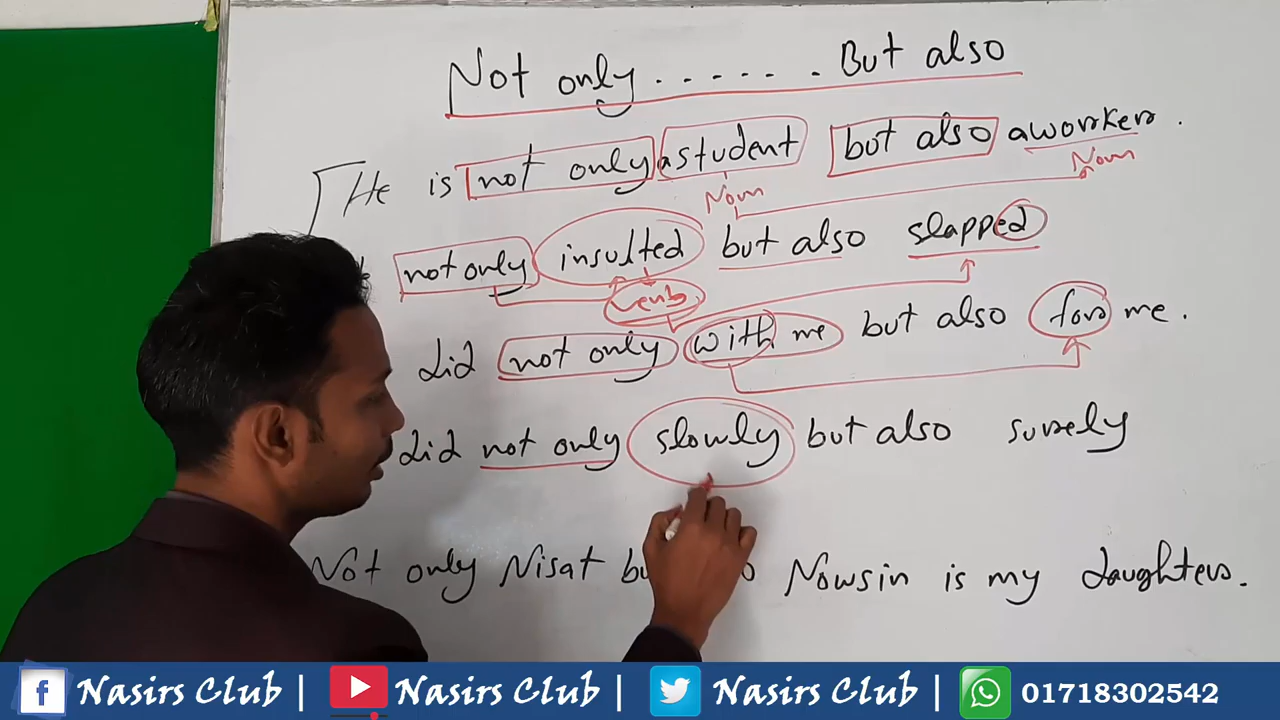 Not only . . . . . . . But also
He is not only a student but also aworker.
Noun Noun
not only insulted but also slapped
verb
did not only with me but also for me.
did not only slowly but also surely
Not only Nisat Nowsin is my daughters.
Nasirs Club | Nasirs Club | Nasirs Club | 01718302542